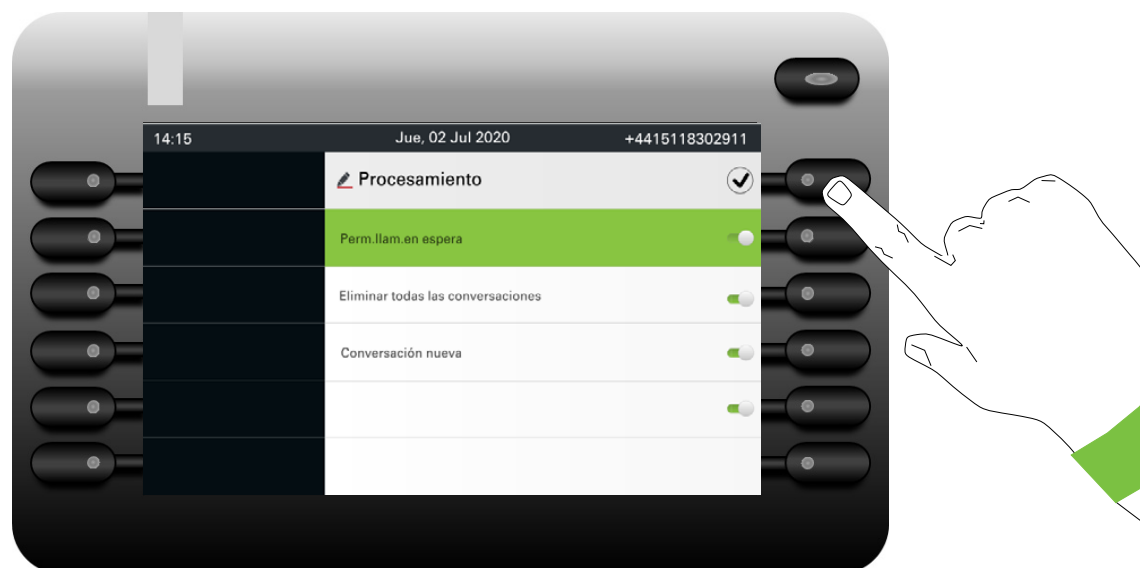 14:15 Jue, 02 Jul 2020 +4415118302911
Procesamiento
Perm.llam.en espera
Eliminar todas las conversaciones
Conversación nueva